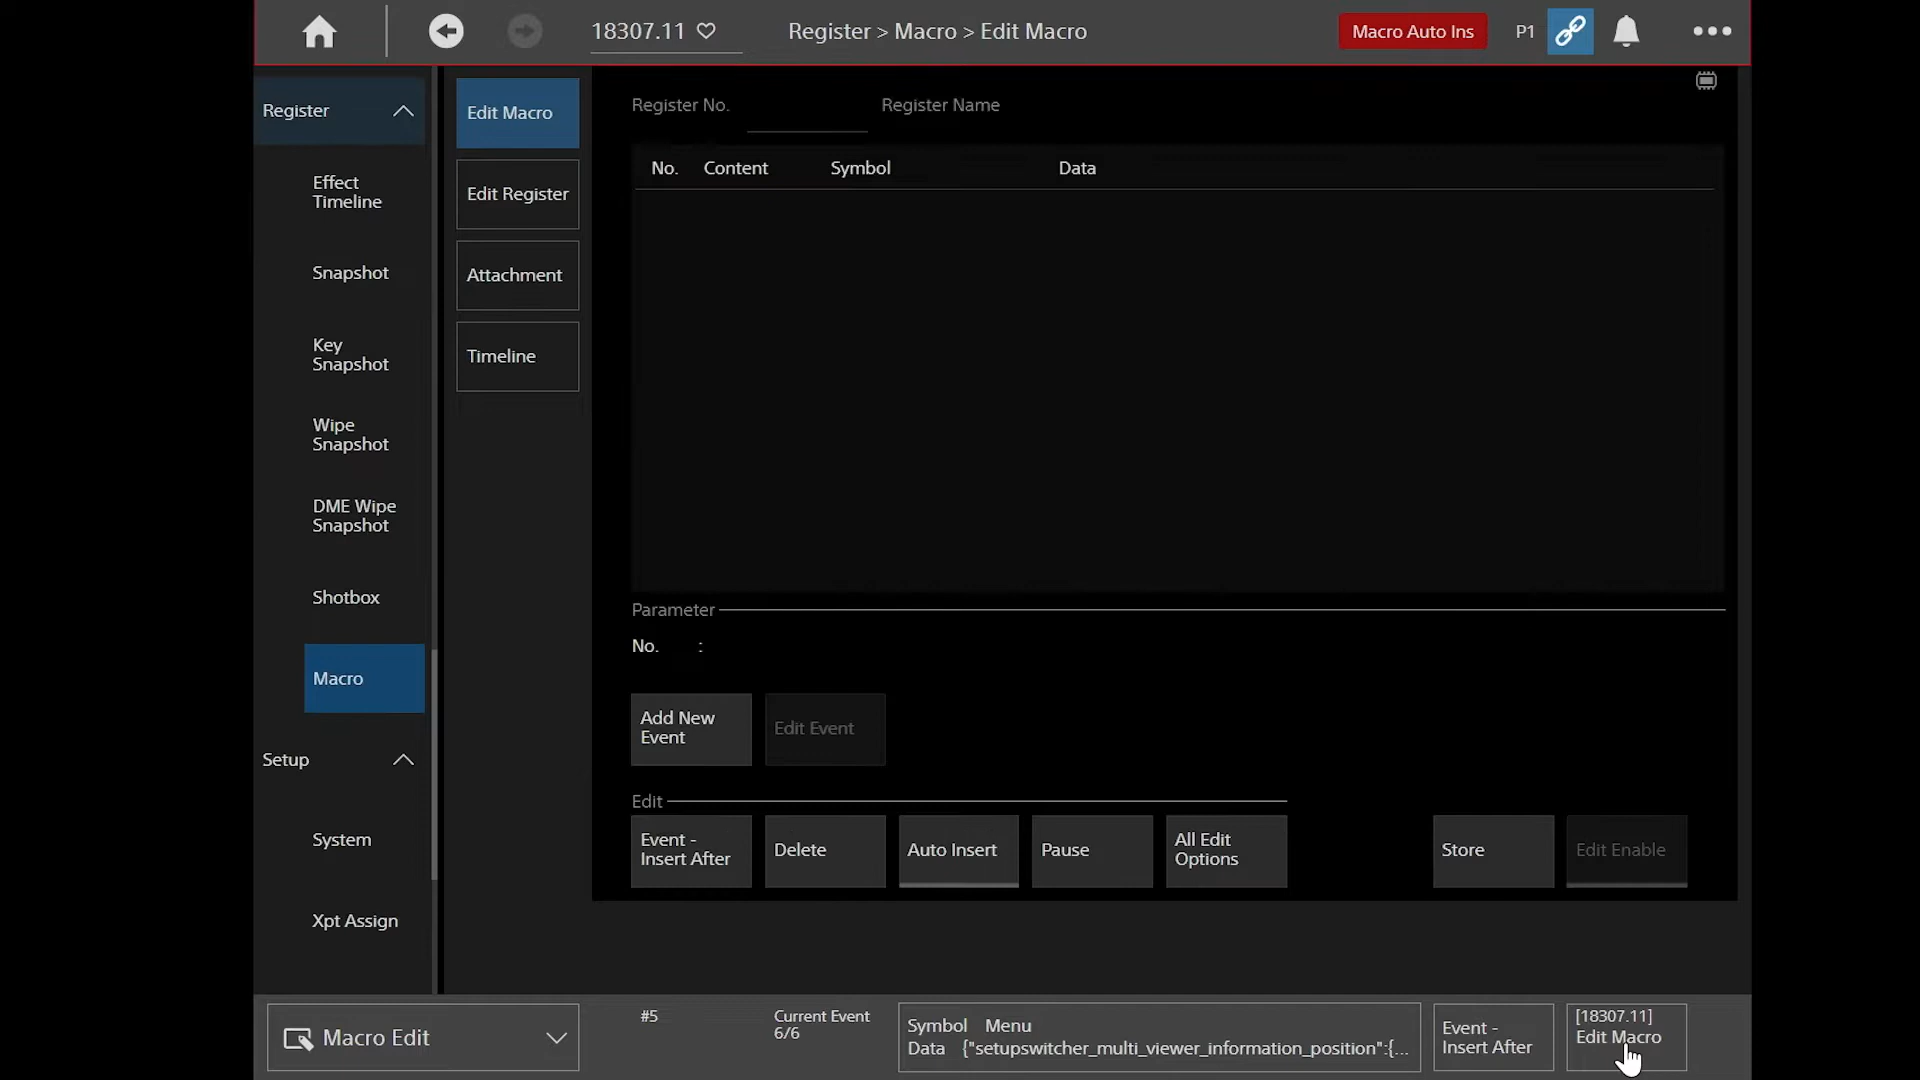 18307.11
Register > Macro > Edit Macro
Macro Auto Ins
P1
Register
Effect
Timeline
Snapshot
Key
Snapshot
Wipe
Snapshot
DME Wipe
Snapshot
Shotbox
Macro
Setup
System
Xpt Assign
Edit Macro
Edit Register
Attachment
Timeline
Register No.
Register Name
No. Content Symbol Data
Parameter
No. :
Add New
Event
Edit Event
Edit
Event -
Insert After
Delete
Auto Insert
Pause
All Edit
Options
Store
Edit Enable
Macro Edit
#5
Current Event
6/6
Symbol Menu
Data {"setupswitcher_multi_viewer_information_position":{...
Event -
Insert After
[18307.11]
Edit Macro